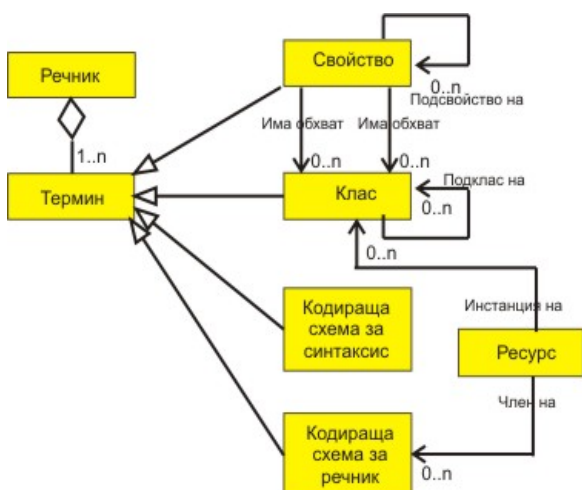 Свойство
Речник
0..n
Подсвойство на
Има обхват
Има обхват
1..n
0..n
0..n
Термин
Клас
Подклас на
0..n
0..n
Кодираща
схема за
синтаксис
Инстанция на
Ресурс
Член на
Кодираща
схема за
речник
0..n